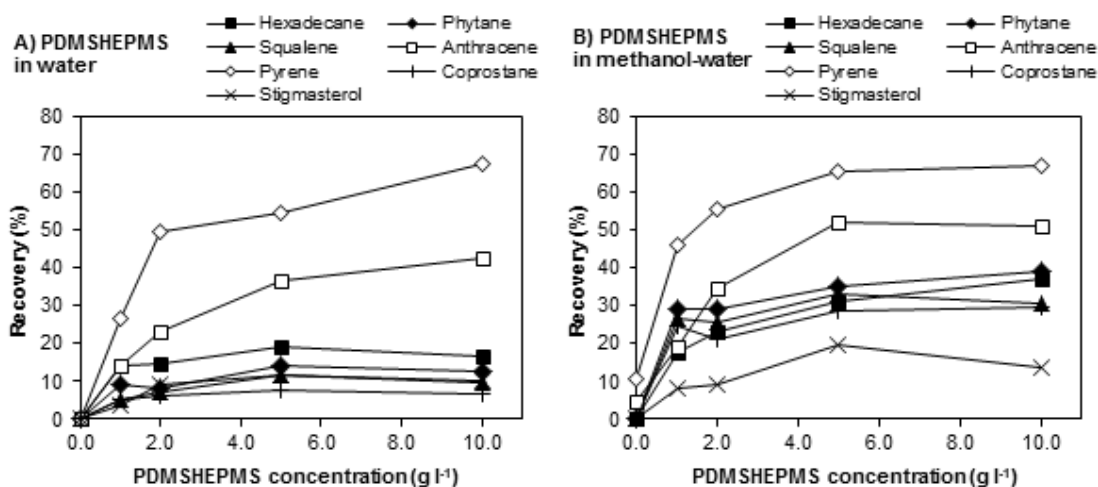 A) PDMSHEPMS
in water
Hexadecane
Phytane
Squalene
Anthracene
Pyrene
Coprostane
Stigmasterol
Recovery (%)
80
70
60
50
40
30
20
10
0
0.0 2.0 4.0 6.0 8.0 10.0
PDMSHEPMS concentration (g l-1)
B) PDMSHEPMS
in methanol-water
Hexadecane
Phytane
Squalene
Anthracene
Pyrene
Coprostane
Stigmasterol
Recovery (%)
80
70
60
50
40
30
20
10
0
0.0 2.0 4.0 6.0 8.0 10.0
PDMSHEPMS concentration (g l-1)